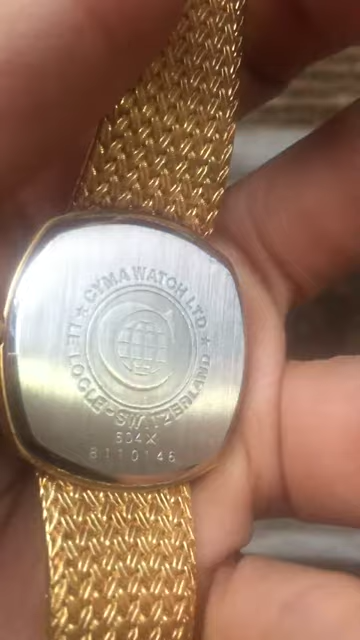 ★ CYMA WATCH LTD. ★
LE LOCLE-SWITZERLAND
604X
8110146